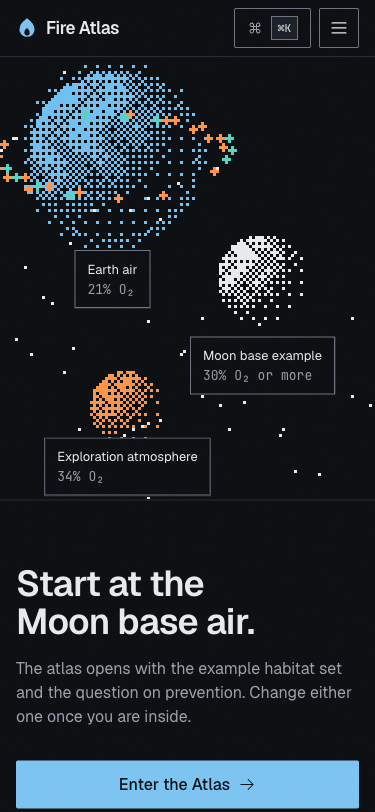 Fire Atlas
⌘ ⌘K
Earth air
21% O₂
Moon base example
30% O₂ or more
Exploration atmosphere
34% O₂
Start at the
Moon base air.
The atlas opens with the example habitat set
and the question on prevention. Change either
one once you are inside.
Enter the Atlas →